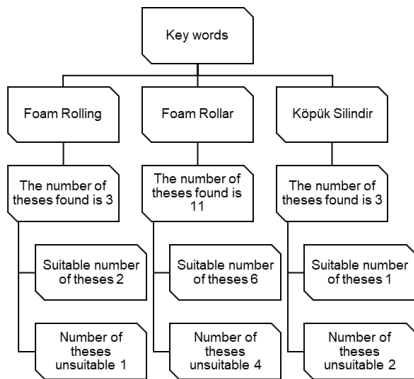 Key words
Foam Rolling
Foam Rollar
Köpük Silindir
The number of
theses found is 3
The number of
theses found is
11
The number of
theses found is 3
Suitable number
of theses 2
Suitable number
of theses 6
Suitable number
of theses 1
Number of
theses
unsuitable 1
Number of
theses
unsuitable 4
Number of
theses
unsuitable 2